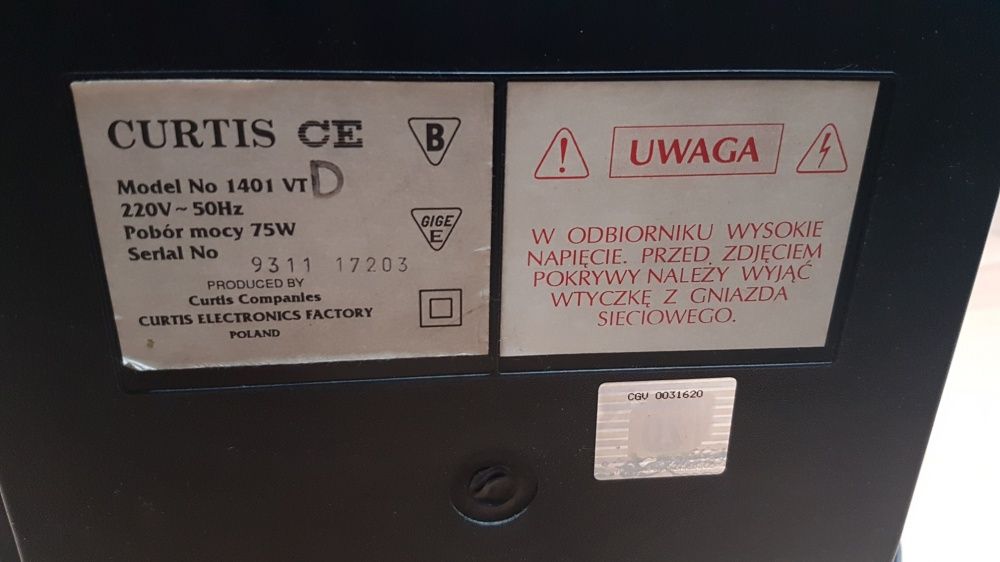 CURTIS CE
B
Model No 1401 VT D
220V ~ 50Hz
Pobór mocy 75W
GIGE
E
Serial No
9311 17203
PRODUCED BY
Curtis Companies
CURTIS ELECTRONICS FACTORY
POLAND
UWAGA
W ODBIORNIKU WYSOKIE
NAPIĘCIE. PRZED ZDJĘCIEM
POKRYWY NALEŻY WYJĄĆ
WTYCZKĘ Z GNIAZDA
SIECIOWEGO.
CGV 0031620